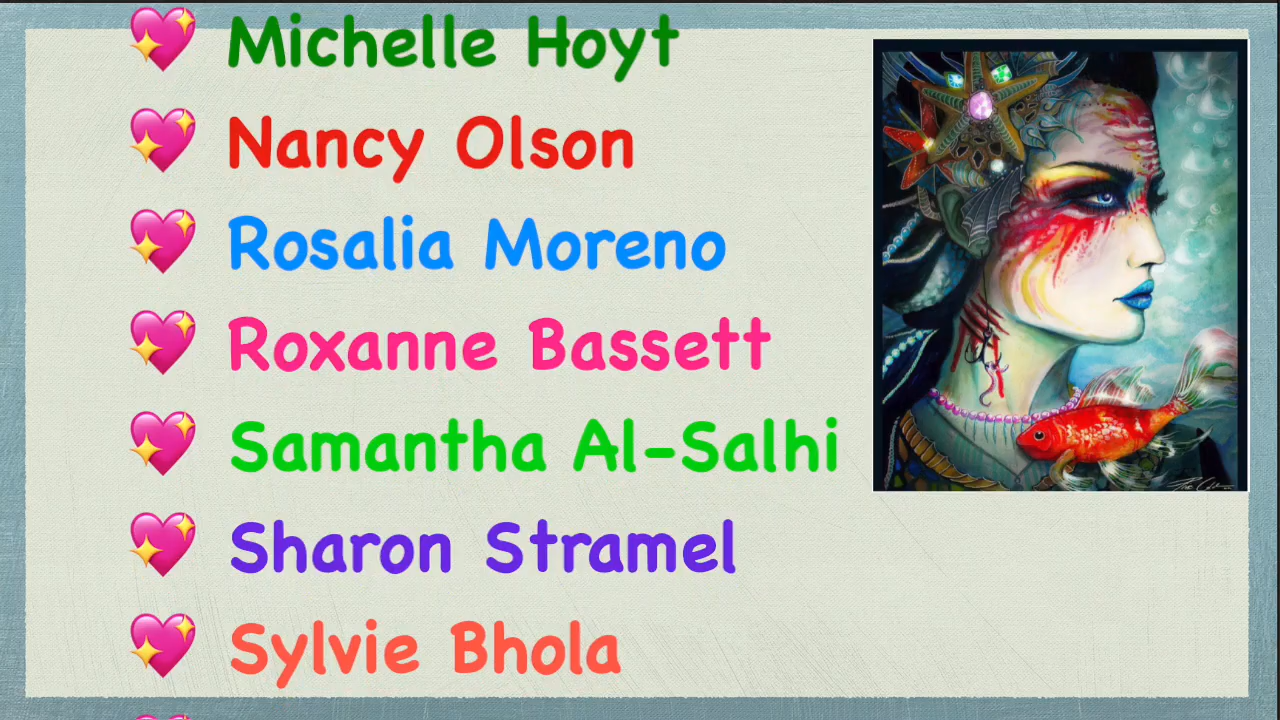 Michelle Hoyt
Nancy Olson
Rosalia Moreno
Roxanne Bassett
Samantha Al-Salhi
Sharon Stramel
Sylvie Bhola